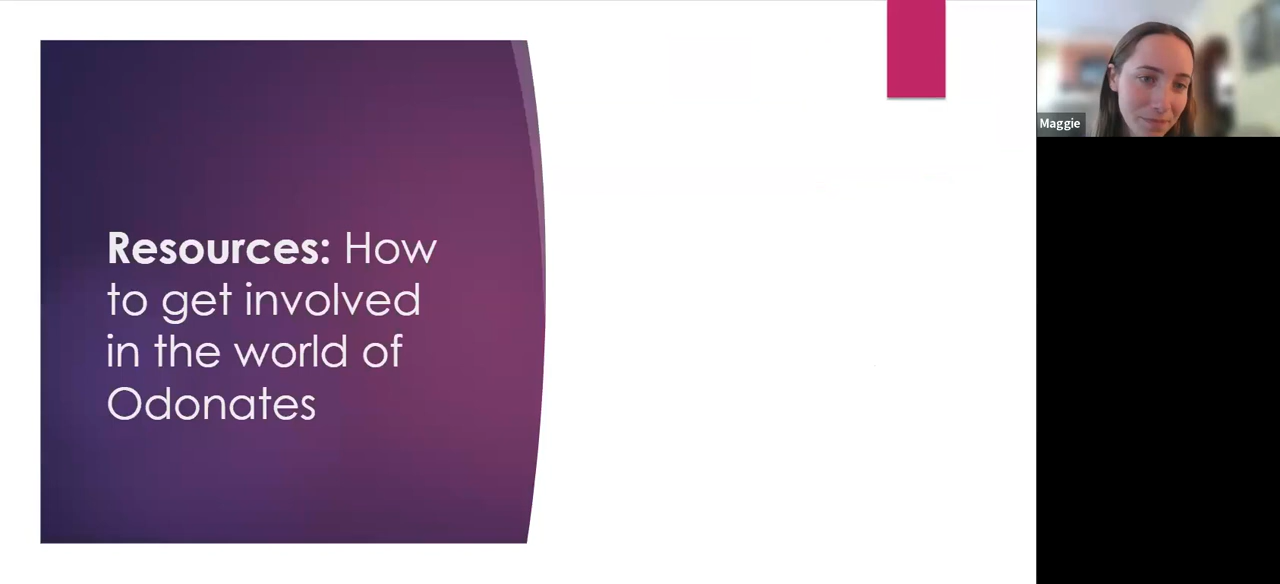 Resources: How
to get involved
in the world of
Odonates
Maggie